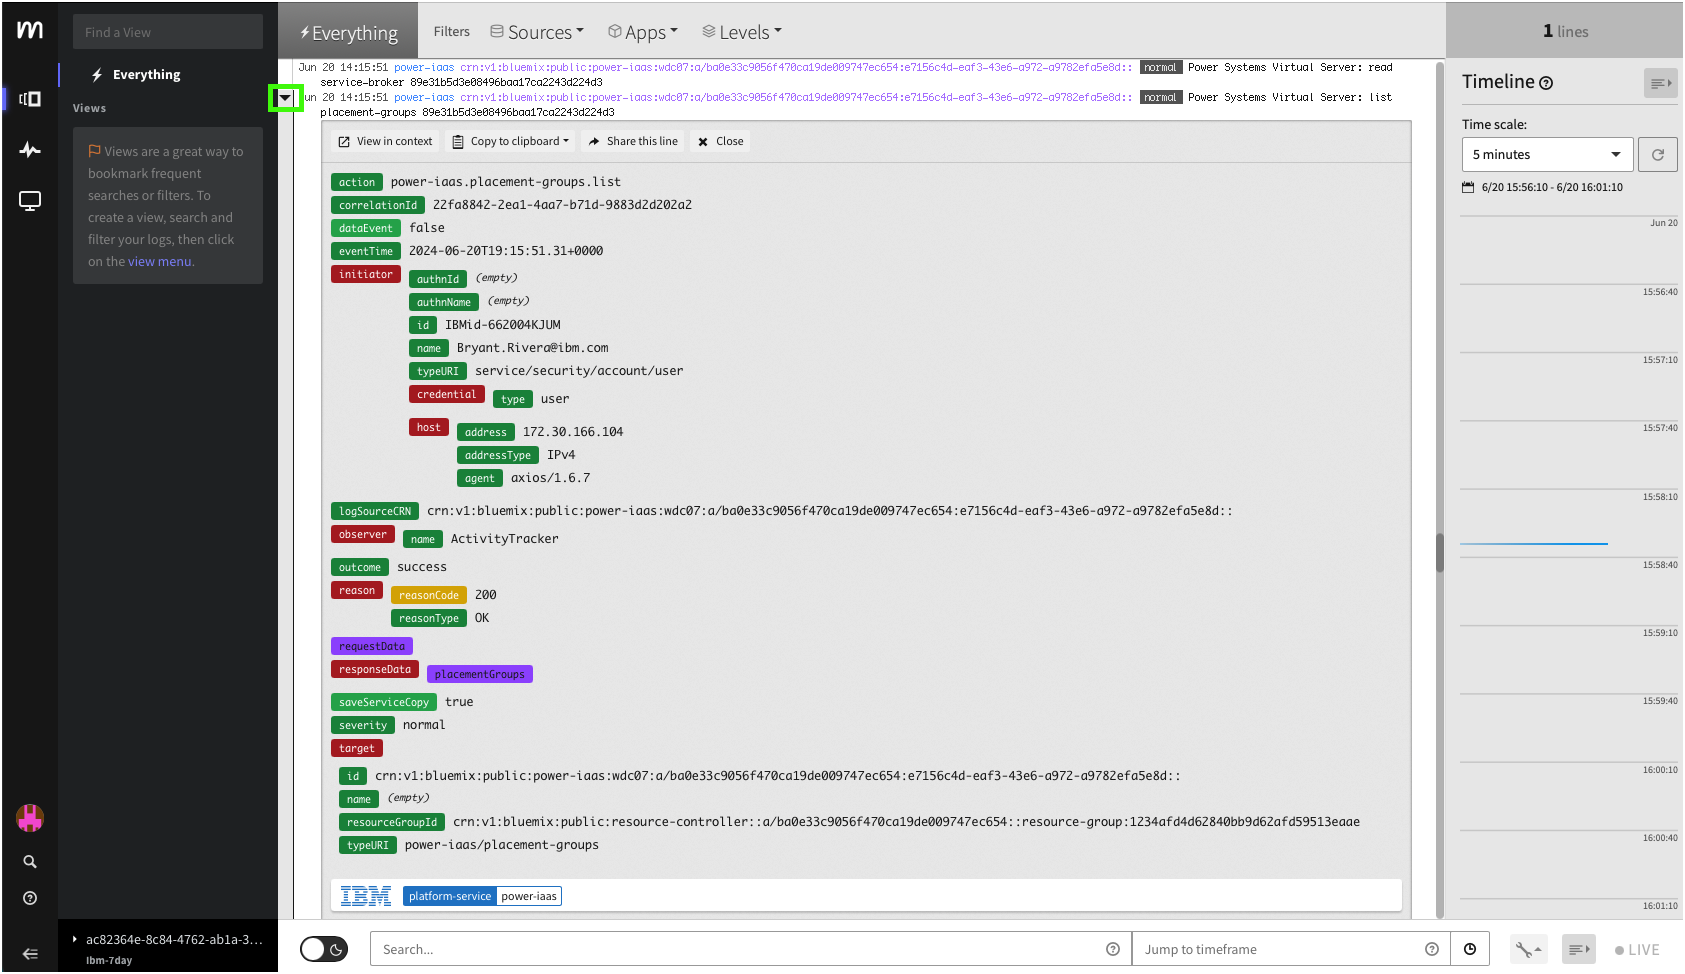 Find a View
Everything
Views
Views are a great way to
bookmark frequent
searches or filters. To
create a view, search and
filter your logs, then click
on the view menu.
ac82364e-8c84-4762-ab1a-3...
Ibm-7day
Everything
Filters
Sources
Apps
Levels
1 lines
Jun 20 14:15:51 power-iaas crn:v1:bluemix:public:power-iaas:wdc07:a/ba0e33c9056f470ca19de009747ec654:e7156c4d-eaf3-43e6-a972-a9782efa5e8d:: normal Power Systems Virtual Server: read
service-broker 89e31b5d3e08496baa17ca2243d224d3
un 20 14:15:51 power-iaas crn:v1:bluemix:public:power-iaas:wdc07:a/ba0e33c9056f470ca19de009747ec654:e7156c4d-eaf3-43e6-a972-a9782efa5e8d:: normal Power Systems Virtual Server: list
placement-groups 89e31b5d3e08496baa17ca2243d224d3
View in context
Copy to clipboard
Share this line
Close
action power-iaas.placement-groups.list
correlationId 22fa8842-2ea1-4aa7-b71d-9883d2d202a2
dataEvent false
eventTime 2024-06-20T19:15:51.31+0000
initiator authnId (empty)
authnName (empty)
id IBMid-662004KJUM
name Bryant.Rivera@ibm.com
typeURI service/security/account/user
credential type user
host address 172.30.166.104
addressType IPv4
agent axios/1.6.7
logSourceCRN crn:v1:bluemix:public:power-iaas:wdc07:a/ba0e33c9056f470ca19de009747ec654:e7156c4d-eaf3-43e6-a972-a9782efa5e8d::
observer name ActivityTracker
outcome success
reason reasonCode 200
reasonType OK
requestData
responseData placementGroups
saveServiceCopy true
severity normal
target
id crn:v1:bluemix:public:power-iaas:wdc07:a/ba0e33c9056f470ca19de009747ec654:e7156c4d-eaf3-43e6-a972-a9782efa5e8d::
name (empty)
resourceGroupId crn:v1:bluemix:public:resource-controller::a/ba0e33c9056f470ca19de009747ec654::resource-group:1234afd4d62840bb9d62afd59513eaae
typeURI power-iaas/placement-groups
IBM platform-service power-iaas
Search...
Jump to timeframe
LIVE
Timeline
Time scale:
5 minutes
6/20 15:56:10 - 6/20 16:01:10
Jun 20
15:56:40
15:57:10
15:57:40
15:58:10
15:58:40
15:59:10
15:59:40
16:00:10
16:00:40
16:01:10